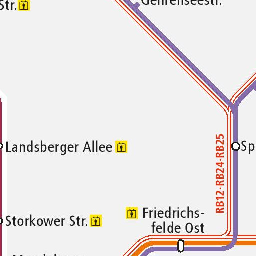 Gehrenseestr.
Str.
Landsberger Allee
Sp
RB12-RB24-RB25
Storkower Str.
Friedrichs-
felde Ost